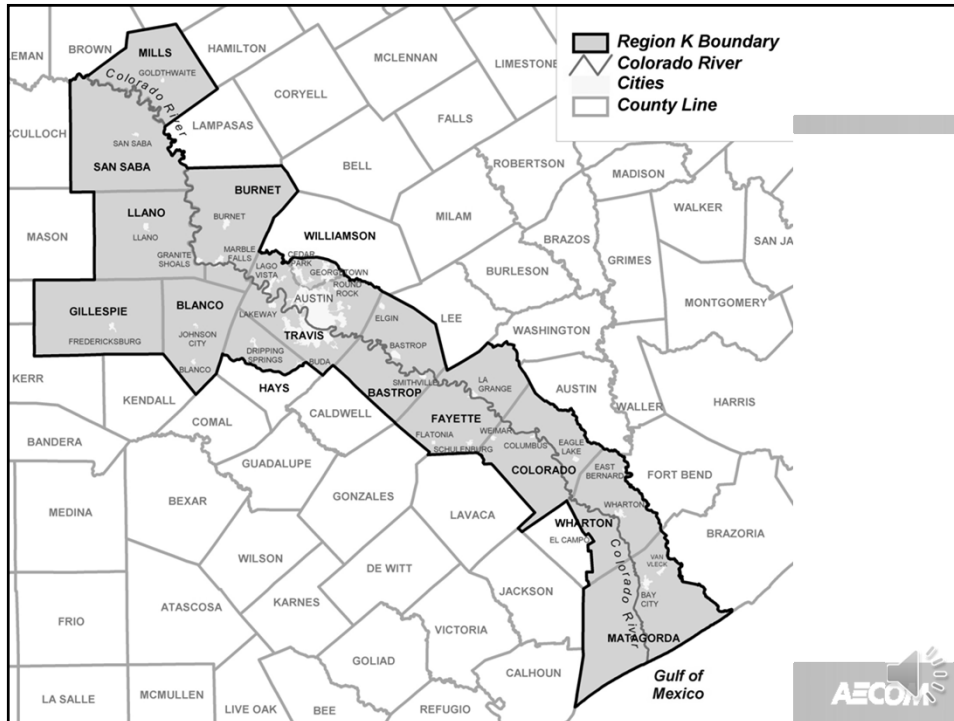 Region K Boundary
Colorado River
Cities
County Line
BROWN
MILLS
HAMILTON
MCLENNAN
LIMESTONE
EMAN
GOLDTHWAITE
Colorado River
CORYELL
FALLS
CCULLOCH
LAMPASAS
SAN SABA
SAN SABA
BELL
ROBERTSON
MADISON
BURNET
WALKER
LLANO
LLANO
BURNET
MILAM
MASON
WILLIAMSON
BRAZOS
SAN JA
GRANITE
SHOALS
MARBLE
FALLS
LAGO
VISTA
CEDAR
PARK
GEORGETOWN
ROUND
ROCK
BURLESON
GRIMES
AUSTIN
MONTGOMERY
GILLESPIE
BLANCO
LAKEWAY
ELGIN
LEE
WASHINGTON
FREDERICKSBURG
JOHNSON
CITY
TRAVIS
DRIPPING
SPRINGS
BUDA
BASTROP
BLANCO
KERR
HAYS
SMITHVILLE
BASTROP
LA
GRANGE
AUSTIN
WALLER
HARRIS
KENDALL
CALDWELL
FAYETTE
COMAL
FLATONIA
SCHULENBURG
WEIMAR
COLUMBUS
EAGLE
LAKE
BANDERA
GUADALUPE
COLORADO
EAST
BERNARD
FORT BEND
GONZALES
BEXAR
MEDINA
LAVACA
WHARTON
WHARTON
EL CAMPO
BRAZORIA
WILSON
DE WITT
Colorado River
VAN
VLECK
BAY
CITY
JACKSON
ATASCOSA
KARNES
FRIO
VICTORIA
MATAGORDA
GOLIAD
CALHOUN
Gulf of
Mexico
LA SALLE
MCMULLEN
LIVE OAK
BEE
REFUGIO
AECOM